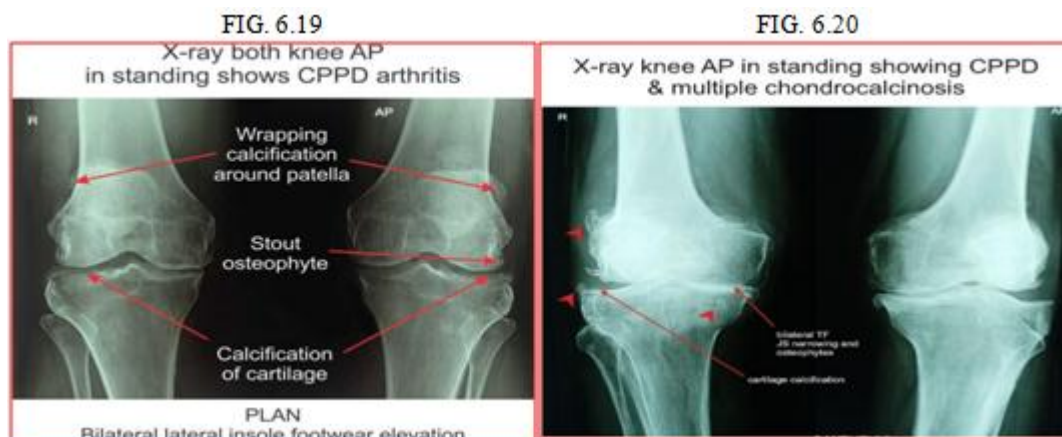 FIG. 6.19
X-ray both knee AP
in standing shows CPPD arthritis
R
AP
Wrapping
calcification
around patella
Stout
osteophyte
Calcification
of cartilage
PLAN
Bilateral lateral insole footwear elevation
FIG. 6.20
X-ray knee AP in standing showing CPPD
& multiple chondrocalcinosis
R
bilateral TF
JS narrowing and
osteophytes
cartilage calcification